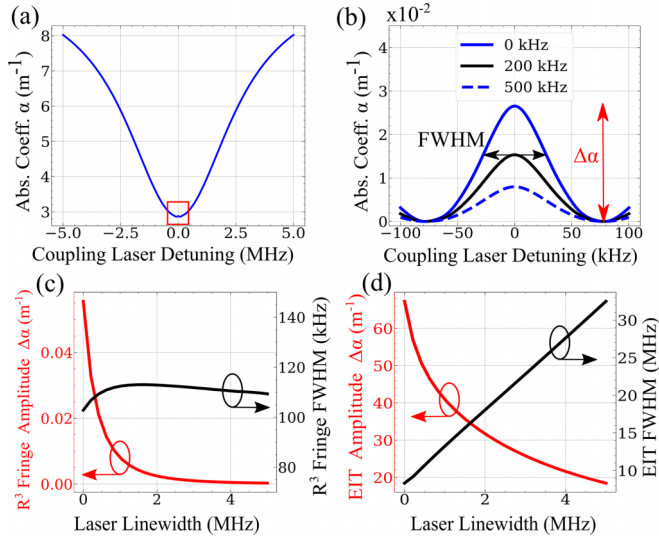 (a)
8
7
6
5
4
3
Abs. Coeff. α (m⁻¹)
−5.0 −2.5 0.0 2.5 5.0
Coupling Laser Detuning (MHz)
(b)
x10⁻²
4
3
2
1
0
Abs. Coeff. α (m⁻¹)
0 kHz
200 kHz
500 kHz
FWHM
Δα
−100 −50 0 50 100
Coupling Laser Detuning (kHz)
(c)
0.04
0.02
0.00
R³ Fringe Amplitude Δα (m⁻¹)
140
120
100
80
R³ Fringe FWHM (kHz)
0 2 4
Laser Linewidth (MHz)
(d)
60
50
40
30
20
EIT Amplitude Δα (m⁻¹)
30
25
20
15
10
EIT FWHM (MHz)
0 2 4
Laser Linewidth (MHz)